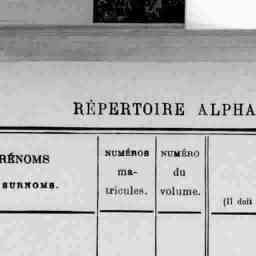 RÉPERTOIRE ALPHA
RÉNOMS
SURNOMS.
NUMÉROS
ma-
tricules.
NUMÉRO
du
volume.
(Il doit